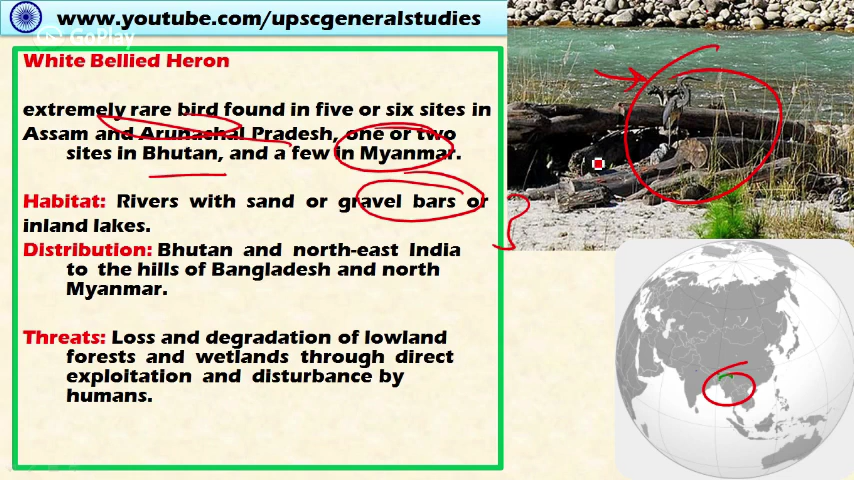 www.youtube.com/upscgeneralstudies
GoPlay
White Bellied Heron
extremely rare bird found in five or six sites in
Assam and Arunachal Pradesh, one or two
sites in Bhutan, and a few in Myanmar.
Habitat: Rivers with sand or gravel bars or
inland lakes.
Distribution: Bhutan and north-east India
to the hills of Bangladesh and north
Myanmar.
Threats: Loss and degradation of lowland
forests and wetlands through direct
exploitation and disturbance by
humans.